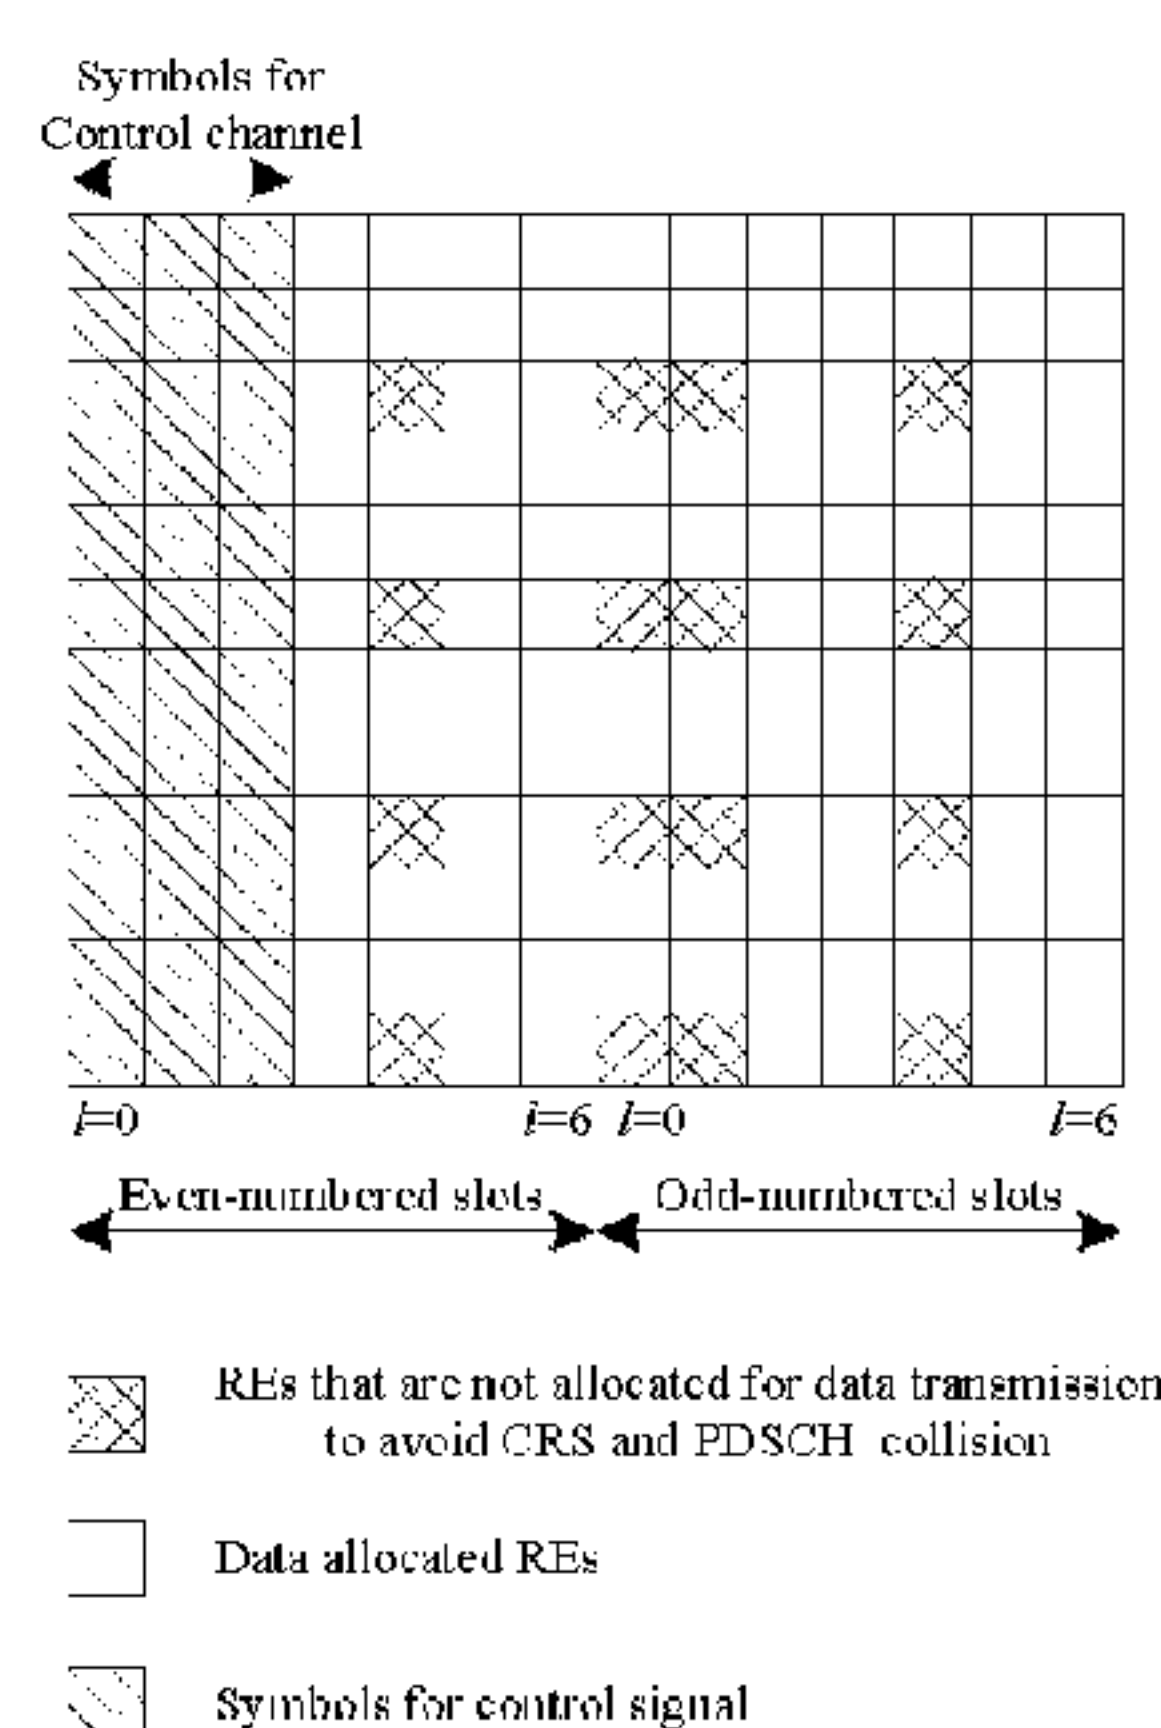 Symbols for
Control channel
l=0
l=6
l=0
l=6
Even-numbered slots
Odd-numbered slots
REs that are not allocated for data transmission
to avoid CRS and PDSCH collision
Data allocated REs
Symbols for control signal